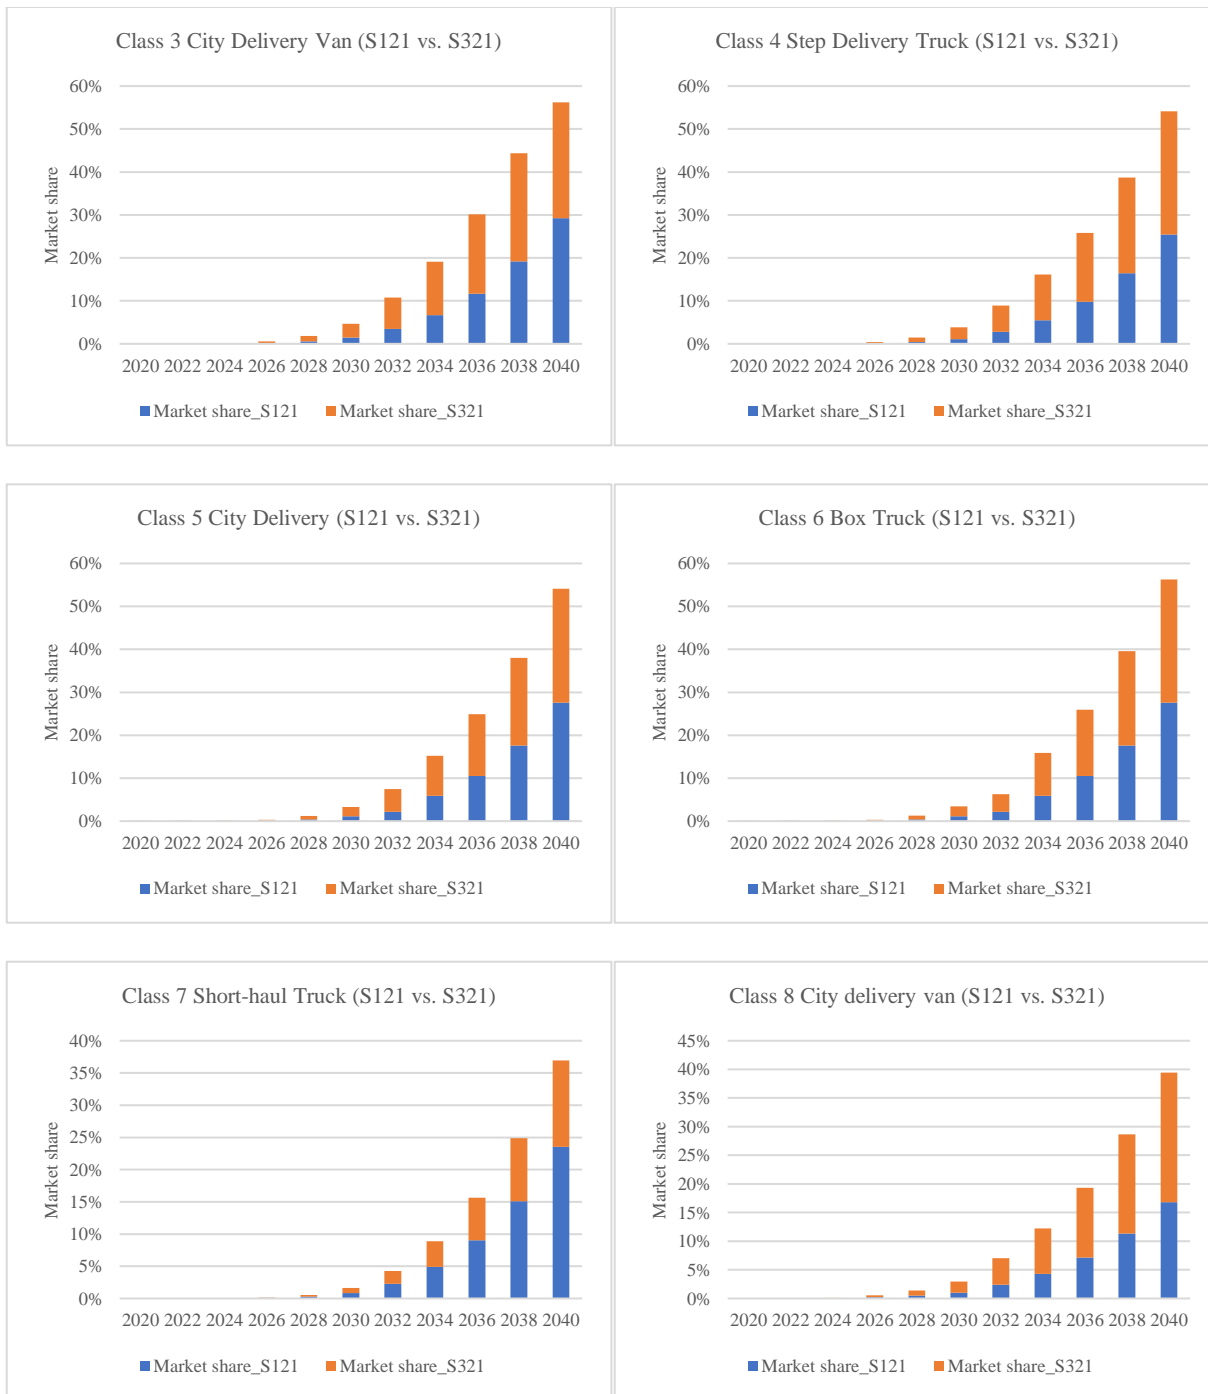 Class 3 City Delivery Van (S121 vs. S321)
60%
50%
40%
30%
20%
10%
0%
Market share
2020 2022 2024 2026 2028 2030 2032 2034 2036 2038 2040
Market share_S121 Market share_S321
Class 4 Step Delivery Truck (S121 vs. S321)
60%
50%
40%
30%
20%
10%
0%
Market share
2020 2022 2024 2026 2028 2030 2032 2034 2036 2038 2040
Market share_S121 Market share_S321
Class 5 City Delivery (S121 vs. S321)
60%
50%
40%
30%
20%
10%
0%
Market share
2020 2022 2024 2026 2028 2030 2032 2034 2036 2038 2040
Market share_S121 Market share_S321
Class 6 Box Truck (S121 vs. S321)
60%
50%
40%
30%
20%
10%
0%
Market share
2020 2022 2024 2026 2028 2030 2032 2034 2036 2038 2040
Market share_S121 Market share_S321
Class 7 Short-haul Truck (S121 vs. S321)
40%
35%
30%
25%
20%
15%
10%
5%
0%
Market share
2020 2022 2024 2026 2028 2030 2032 2034 2036 2038 2040
Market share_S121 Market share_S321
Class 8 City delivery van (S121 vs. S321)
45%
40%
35%
30%
25%
20%
15%
10%
5%
0%
Market share
2020 2022 2024 2026 2028 2030 2032 2034 2036 2038 2040
Market share_S121 Market share_S321